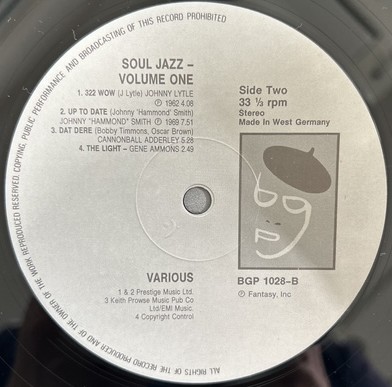 ALL RIGHTS OF THE RECORD PRODUCER AND OF THE OWNER OF THE WORK REPRODUCED RESERVED. COPYING, PUBLIC PERFORMANCE AND BROADCASTING OF THIS RECORD PROHIBITED
SOUL JAZZ –
VOLUME ONE
1. 322 WOW (J Lytle) JOHNNY LYTLE
℗ 1962 4.08
2. UP TO DATE (Johnny 'Hammond' Smith)
JOHNNY "HAMMOND" SMITH ℗ 1969 7.51
3. DAT DERE (Bobby Timmons, Oscar Brown)
CANNONBALL ADDERLEY 5.28
4. THE LIGHT – GENE AMMONS 2.49
Side Two
33 ⅓ rpm
Stereo
Made In West Germany
VARIOUS
1 & 2 Prestige Music Ltd.
3 Keith Prowse Music Pub Co
Ltd/EMI Music.
4 Copyright Control
BGP 1028–B
℗ Fantasy, Inc